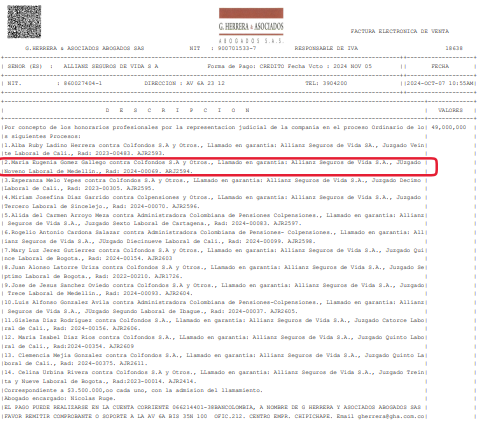 G. HERRERA & ASOCIADOS
ABOGADOS S.A.S.
FACTURA ELECTRONICA DE VENTA
G.HERRERA & ASOCIADOS ABOGADOS SAS NIT : 900701533-7 RESPONSABLE DE IVA 18638
SENOR (ES) : ALLIANZ SEGUROS DE VIDA S A Forma de Pago: CREDITO Fecha Vcto : 2024 NOV 05 || FECHA
NIT. : 860027404-1 DIRECCION : AV 6A 23 12 TEL: 3904200 ||2024-OCT-07 10:55AM|
D E S C R I P C I O N | VALORES |
|Por concepto de los honorarios profesionales por la representacion judicial de la compania en el proceso Ordinario de lo| 49,000,000 |
|s siguientes Procesos:
|1.Alba Ruby Ladino Herrera contra Colfondos S.A y Otros., Llamado en garantia: Allianz Seguros de Vida SA., Juzgado Vein|
|te Laboral de Cali., Rad: 2023-00483. AJR2593.
|2.Maria Eugenia Gomez Gallego contra Colfondos S.A y Otros., Llamado en garantia: Allianz Seguros de Vida S.A., JUzgado |
|Noveno Laboral de Medellin., Rad: 2024-00069. ARJ2594.
|3.Esperanza Melo Yepes contra Colfondos S.A y Otros., Llamado en garantia: Allianz Seguros de Vida S.A., Juzgado Decimo |
|Laboral de Cali., Rad: 2023-00305. AJR2595.
|4.Miriam Josefina Diaz Garrido contra Colpensiones y Otros., Llamado en garantia: Allianz Seguros de Vida S.A., Juzgado |
|Tercero Laboral de Sincelejo., Rad: 2024-00070. AJR2596.
|5.Alida del Carmen Arroyo Meza contra Administradora Colombiana de Pensiones Colpensiones., Llamado en garantia: Allianz|
| Seguros de Vida S.A., Juzgado Sexto Laboral de Cartagena., Rad: 2024-00083. AJR2597.
|6.Rogelio Antonio Cardona Salazar contra Administradora Colombiana de Pensiones- Colpensiones., Llamado en garantia: All|
|ianz Seguros de Vida S.A., JUzgado Diecinueve Laboral de Cali., Rad: 2024-00099. AJR2598.
|7.Mary Luz Jerez Gutierrez contra Colfondos S.A y Otros., Llamado en garantia: Allianz Seguros de Vida S.A., Juzgado Qui|
|nce Laboral de Bogota., Rad: 2024-00154. AJR2603
|8.Juan Alonso Latorre Uriza contra Colfondos S.A y Otros., Llamado en garantia: Allianz Seguros de Vida S.A., Juzgado Se|
|ptimo Laboral de Bogota., Rad: 2022-00210. AJR1726.
|9.Jose de Jesus Sanchez Oviedo contra Colfondos S.A y Otros., Llamado en garantia: Allianz Seguros de Vida S.A., Juzgado|
| Trece Laboral de Medellin., Rad: 2024-00093. AJR2604.
|10.Luis Alfonso Gonzalez Avila contra Administradora Colombiana de Pensiones-Colpensiones., Llamado en garantia: Allianz|
| Seguros de Vida S.A., JUzgado Segundo Laboral de Ibague., Rad: 2024-00037. AJR2605.
|11.Gislena Diaz Rodriguez contra Colfondos S.A., Llamado en garantia: Allianz Seguros de Vida S.A., Juzgado Catorce Labo|
|ral de Cali., Rad: 2024-00156. AJR2606.
|12. Maria Isabel Diaz Rios contra Colfondos S.A., Llamado en garantia: Allianz Seguros de Vida S.A., Juzgado Quinto Labo|
|ral de Cali., Rad:2024-00354. AJR2609
|13. Clemencia Mejia Gonzalez contra Colfondos S.A., Llamado en garantia: Allianz Seguros de Vida S.A., Juzgado Quinto La|
|boral de Cali., Rad: 2024-00375. AJR2611.
|14. Celina Urbina Rivera contra Colfondos S.A y Otros., Llamado en garantia: Allianz Seguros de Vida S.A., Juzgado Trein|
|ta y Nueve Laboral de Bogota., Rad:2023-00014. AJR2414.
|Correspondiente a $3.500.000,no cada uno, con la admision del llamamiento.
|Abogado encargado: Nicolas Ruge.
|EL PAGO PUEDE REALIZARSE EN LA CUENTA CORRIENTE 066214401-38BANCOLOMBIA, A NOMBRE DE G HERRERA Y ASOCIADOS ABOGADOS SAS |
|FAVOR REMITIR COMPROBANTE O SOPORTE A LA AV 6A BIS 35N 100 OFIC.212. CENTRO EMPR. CHIPICHAPE. Email gherrera@gha.com.co|